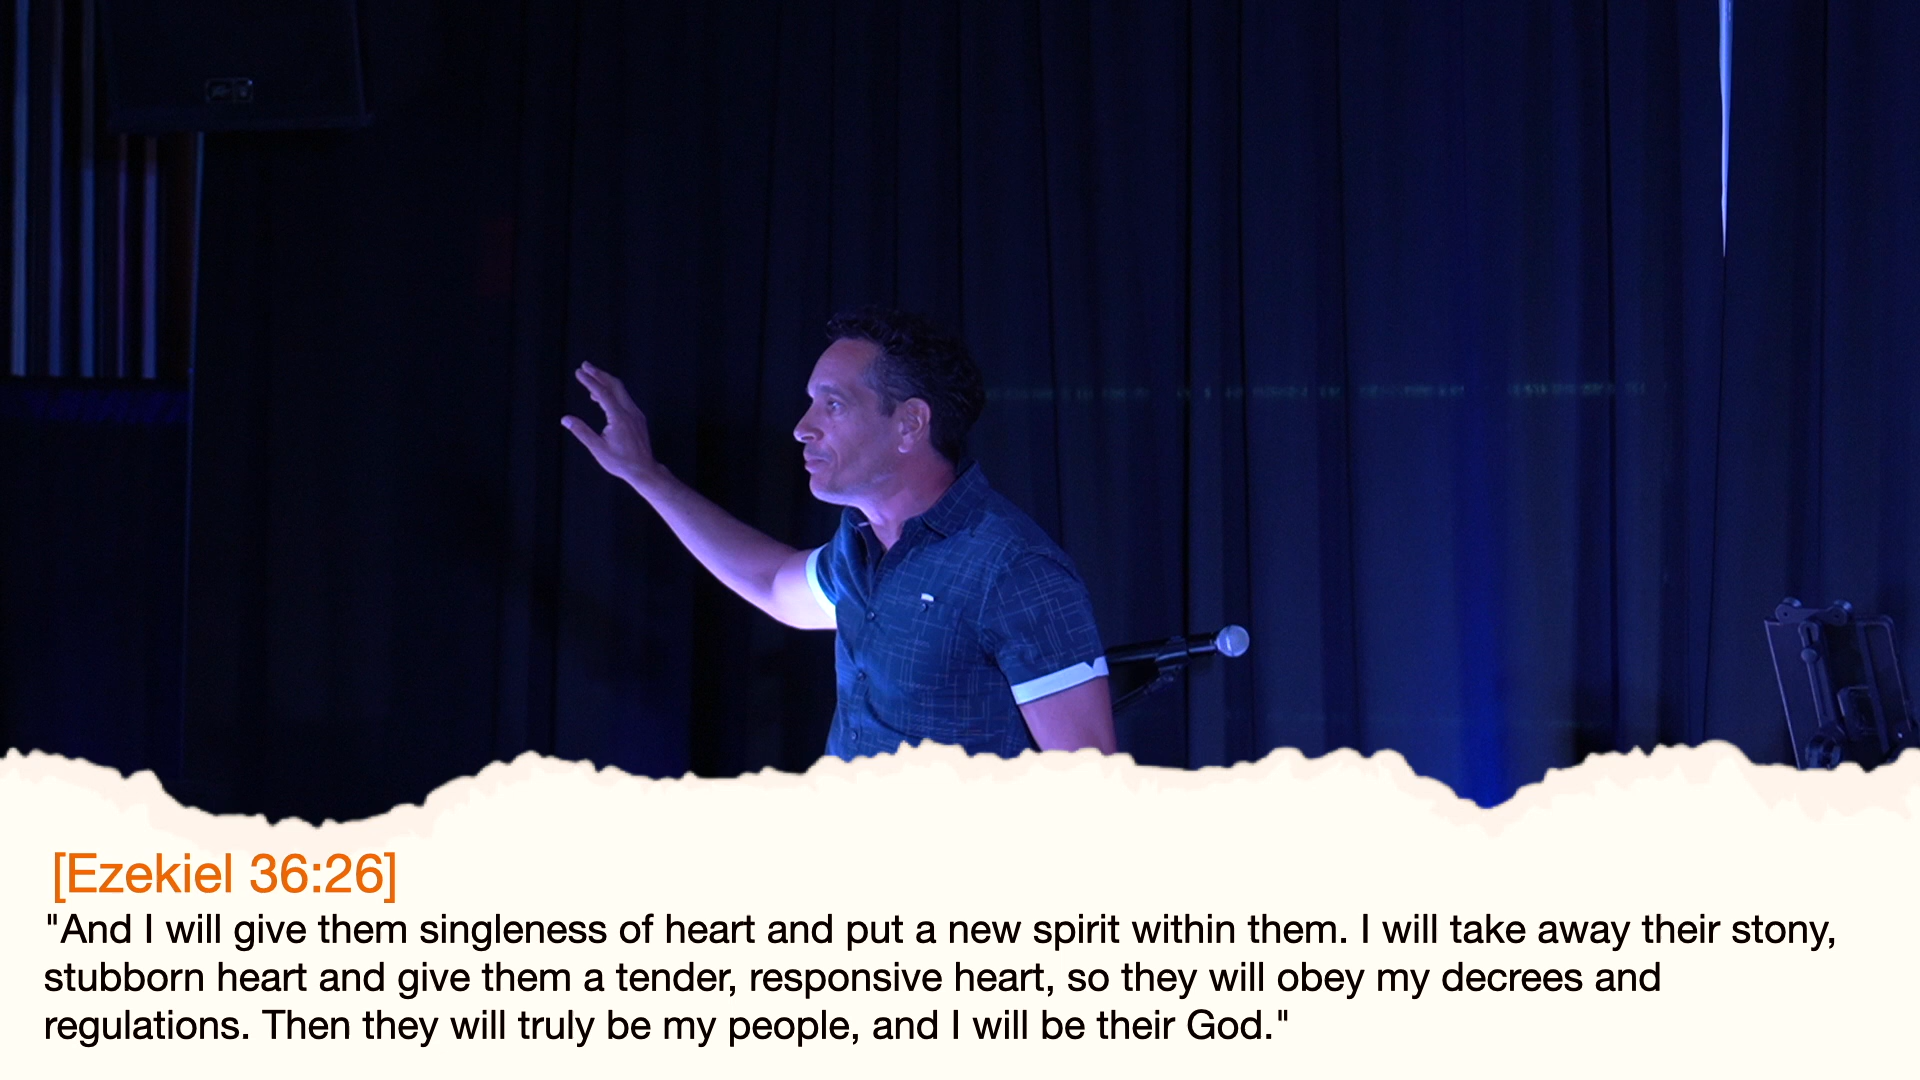 [Ezekiel 36:26]
"And I will give them singleness of heart and put a new spirit within them. I will take away their stony,
stubborn heart and give them a tender, responsive heart, so they will obey my decrees and
regulations. Then they will truly be my people, and I will be their God."